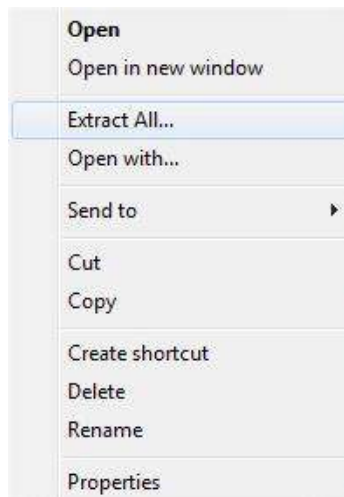 Open
Open in new window
Extract All...
Open with...
Send to
Cut
Copy
Create shortcut
Delete
Rename
Properties